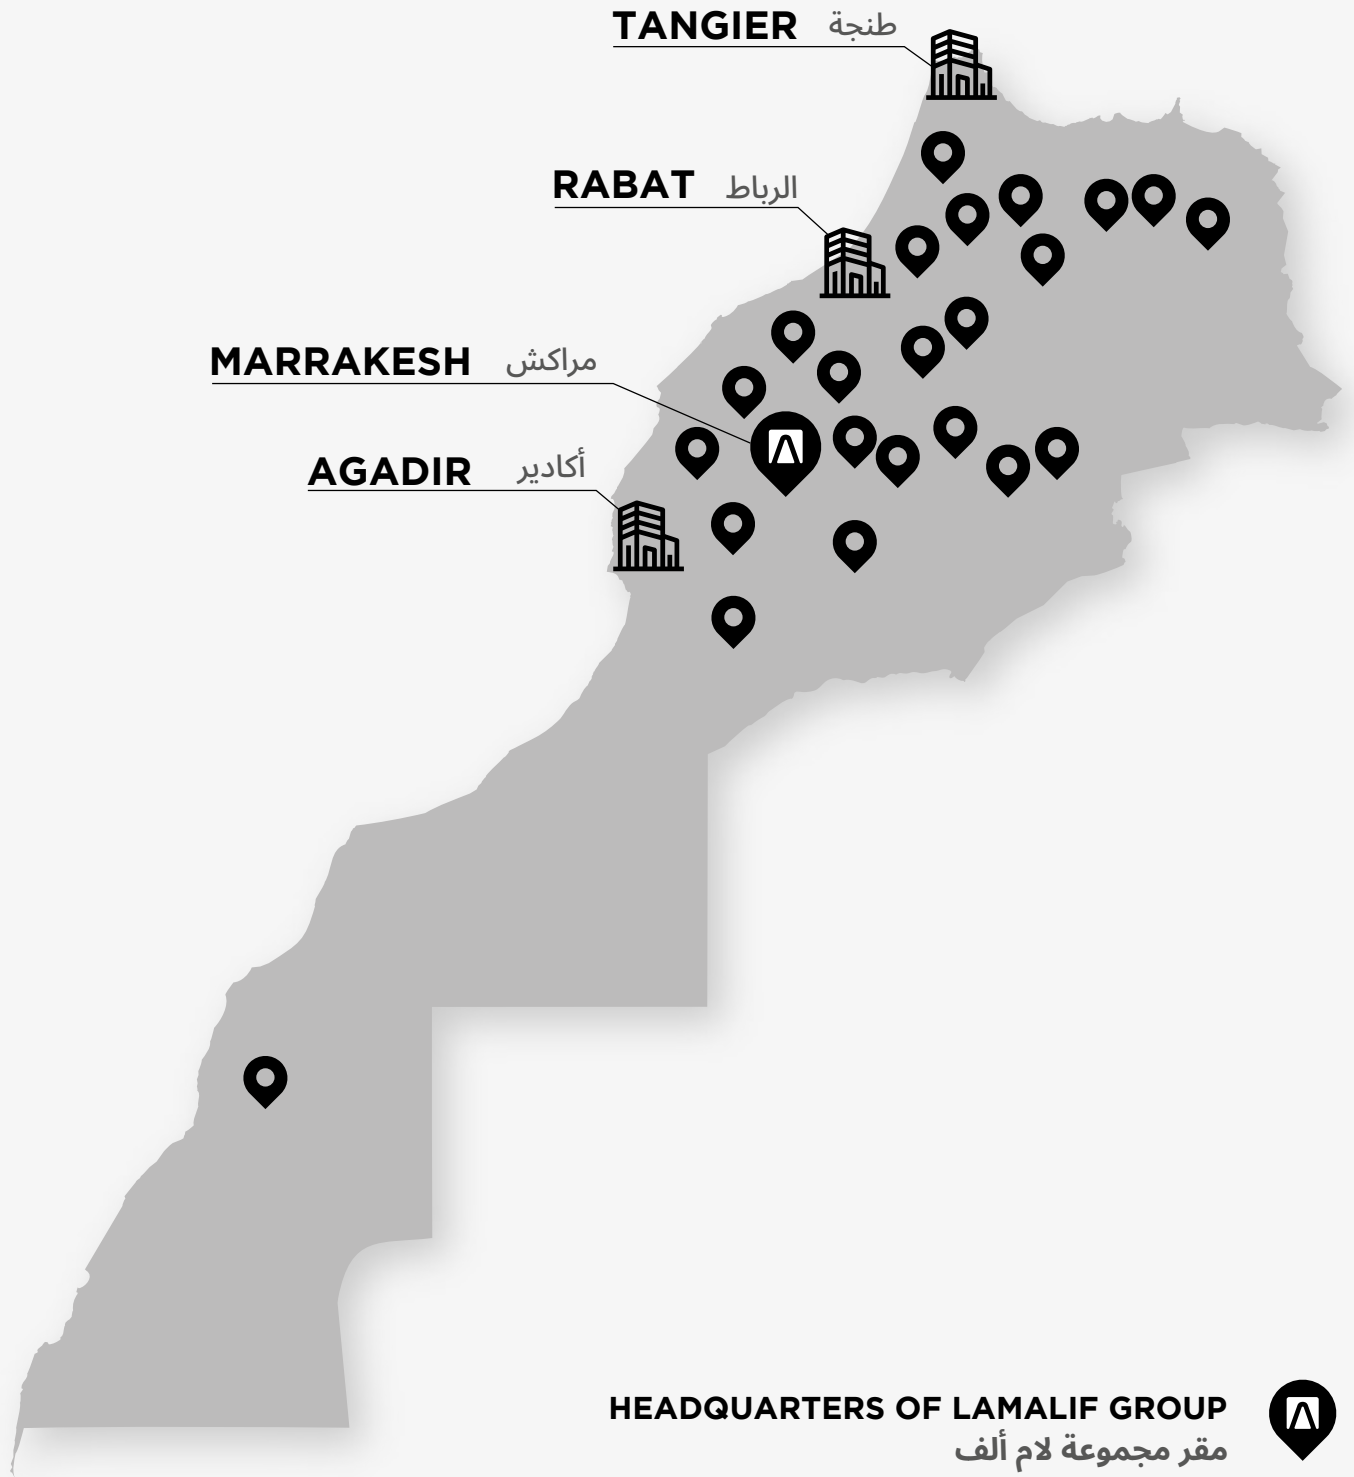 TANGIER طنجة
RABAT الرباط
MARRAKESH مراكش
AGADIR أكادير
HEADQUARTERS OF LAMALIF GROUP
مقر مجموعة لام ألف